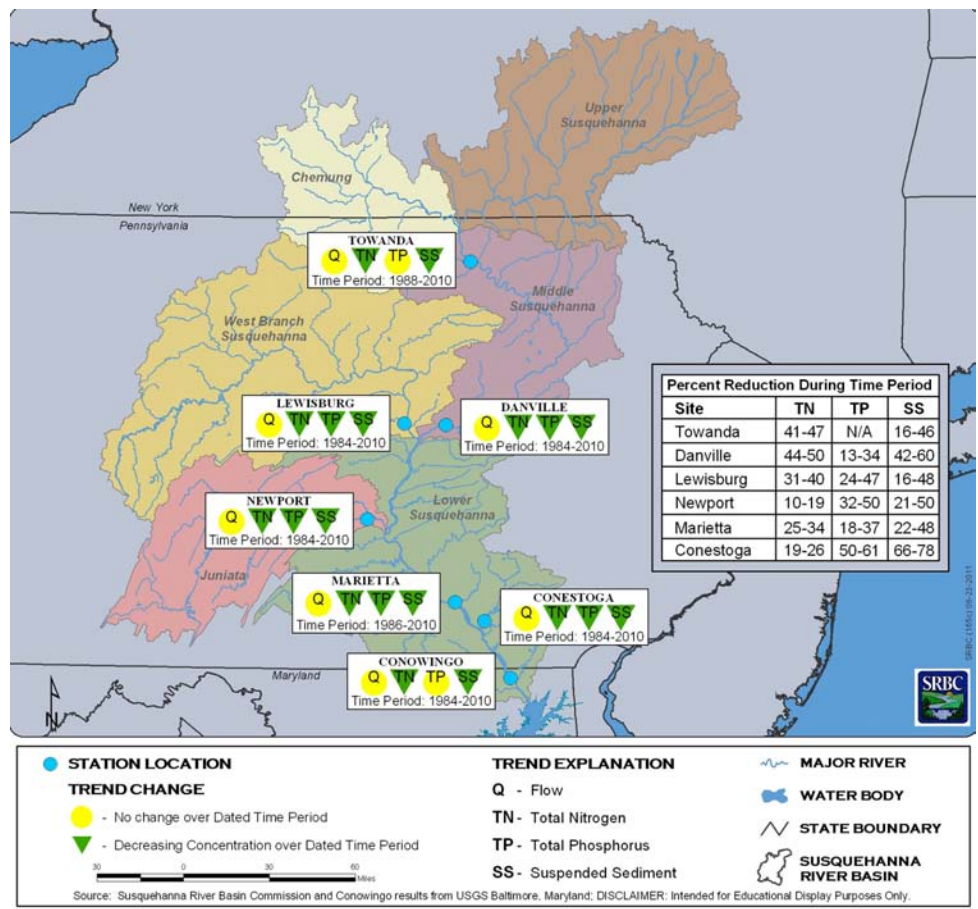 Upper
Susquehanna
Chemung
New York
Pennsylvania
TOWANDA
Q TN TP SS
Time Period: 1988-2010
Middle
Susquehanna
West Branch
Susquehanna
LEWISBURG
Q TN TP SS
Time Period: 1984-2010
DANVILLE
Q TN TP SS
Time Period: 1984-2010
Percent Reduction During Time Period
Site TN TP SS
Towanda 41-47 N/A 16-46
Danville 44-50 13-34 42-60
Lewisburg 31-40 24-47 16-48
Newport 10-19 32-50 21-50
Marietta 25-34 18-37 22-48
Conestoga 19-26 50-61 66-78
NEWPORT
Q TN TP SS
Time Period: 1984-2010
Lower
Susquehanna
Juniata
MARIETTA
Q TN TP SS
Time Period: 1986-2010
CONESTOGA
Q TN TP SS
Time Period: 1984-2010
CONOWINGO
Q TN TP SS
Time Period: 1984-2010
Maryland
N
SRBC
STATION LOCATION
TREND CHANGE
- No change over Dated Time Period
- Decreasing Concentration over Dated Time Period
30 0 30 60
Miles
TREND EXPLANATION
Q - Flow
TN - Total Nitrogen
TP - Total Phosphorus
SS - Suspended Sediment
MAJOR RIVER
WATER BODY
STATE BOUNDARY
SUSQUEHANNA
RIVER BASIN
Source: Susquehanna River Basin Commission and Conowingo results from USGS Baltimore, Maryland; DISCLAIMER: Intended for Educational Display Purposes Only.